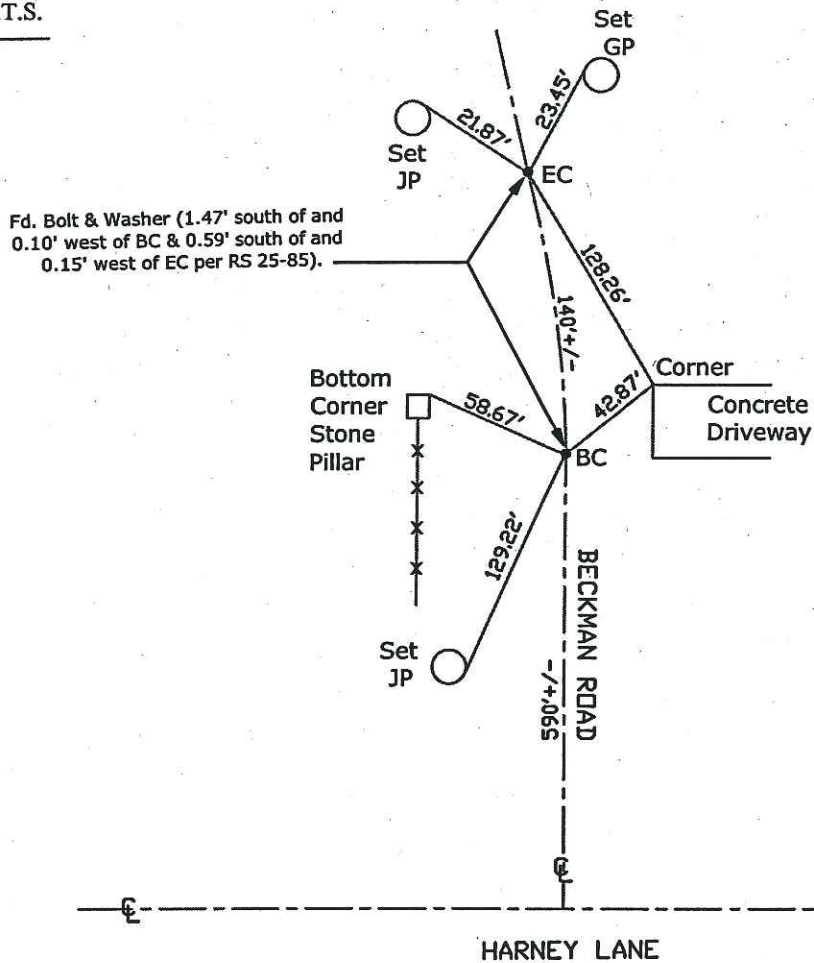 T.S.
Set
GP
21.87'
23.45'
Set
JP
EC
Fd. Bolt & Washer (1.47' south of and
0.10' west of BC & 0.59' south of and
0.15' west of EC per RS 25-85).
128.26'
140'+/-
Bottom
Corner
Stone
Pillar
58.67'
42.87'
Corner
Concrete
Driveway
BC
129.22'
BECKMAN ROAD
590'+/-
Set
JP
℄
℄
HARNEY LANE